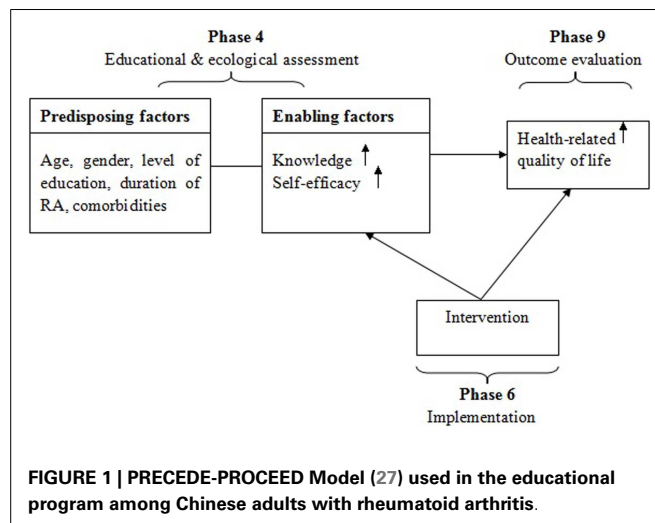 Phase 4
Educational & ecological assessment
Phase 9
Outcome evaluation
Predisposing factors
Age, gender, level of
education, duration of
RA, comorbidities
Enabling factors
Knowledge
Self-efficacy
Health-related
quality of life
Intervention
Phase 6
Implementation
FIGURE 1 | PRECEDE-PROCEED Model (27) used in the educational
program among Chinese adults with rheumatoid arthritis.